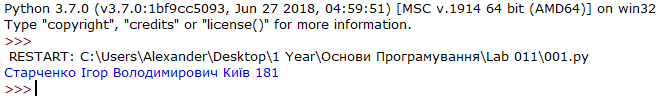 Python 3.7.0 (v3.7.0:1bf9cc5093, Jun 27 2018, 04:59:51) [MSC v.1914 64 bit (AMD64)] on win32
Type "copyright", "credits" or "license()" for more information.
>>>
RESTART: C:\Users\Alexander\Desktop\1 Year\Основи Програмування\Lab 011\001.py
Старченко Ігор Володимирович Київ 181
>>>